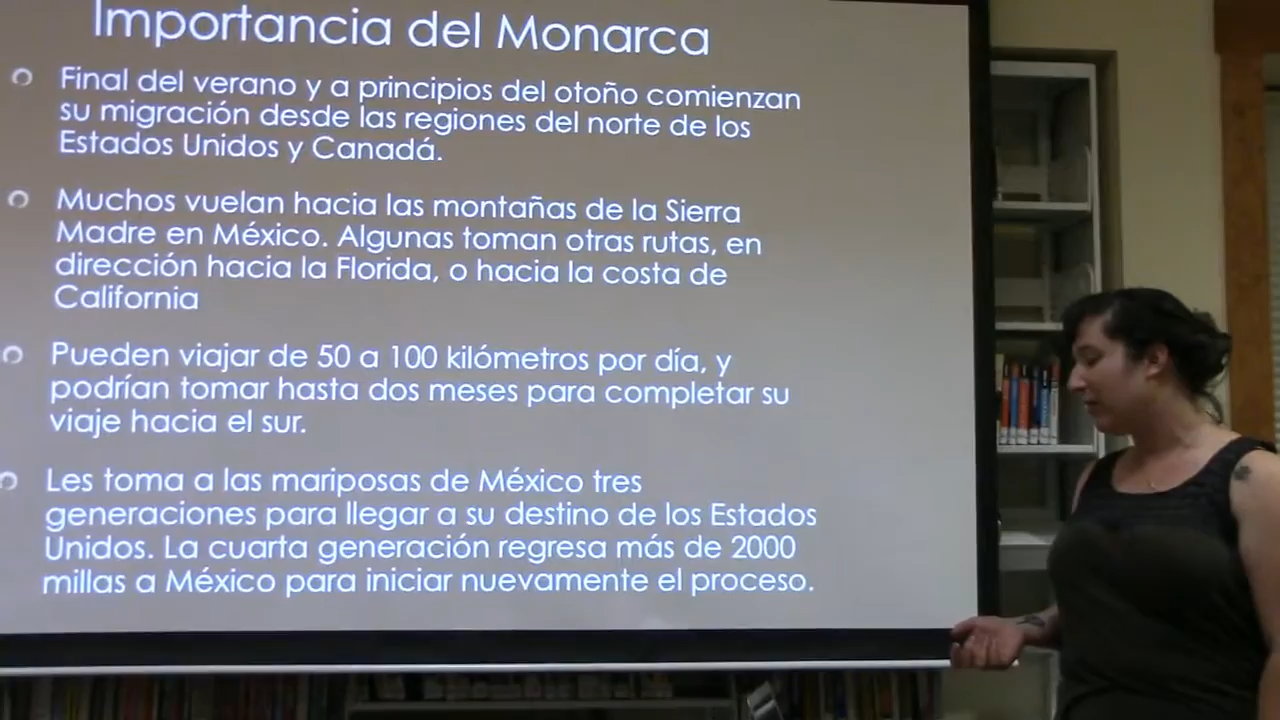 Importancia del Monarca
Final del verano y a principios del otoño comienzan
su migración desde las regiones del norte de los
Estados Unidos y Canadá.
Muchos vuelan hacia las montañas de la Sierra
Madre en México. Algunas toman otras rutas, en
dirección hacia la Florida, o hacia la costa de
California
Pueden viajar de 50 a 100 kilómetros por día, y
podrían tomar hasta dos meses para completar su
viaje hacia el sur.
Les toma a las mariposas de México tres
generaciones para llegar a su destino de los Estados
Unidos. La cuarta generación regresa más de 2000
millas a México para iniciar nuevamente el proceso.